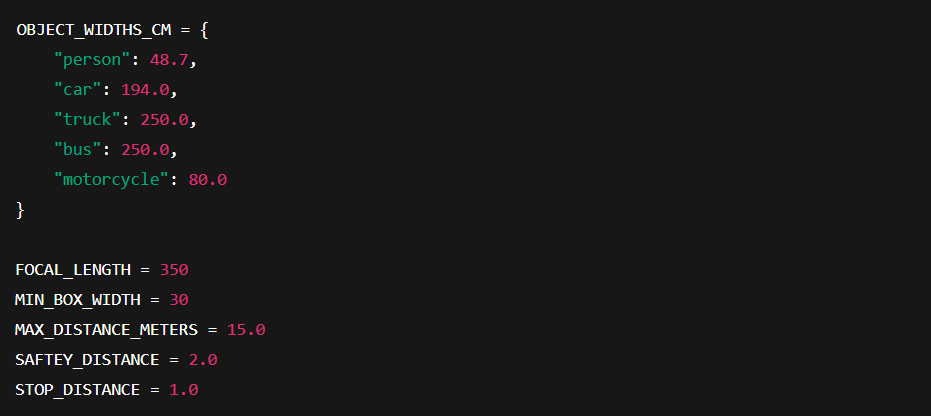 OBJECT_WIDTHS_CM = {
    "person": 48.7,
    "car": 194.0,
    "truck": 250.0,
    "bus": 250.0,
    "motorcycle": 80.0
}

FOCAL_LENGTH = 350
MIN_BOX_WIDTH = 30
MAX_DISTANCE_METERS = 15.0
SAFTEY_DISTANCE = 2.0
STOP_DISTANCE = 1.0